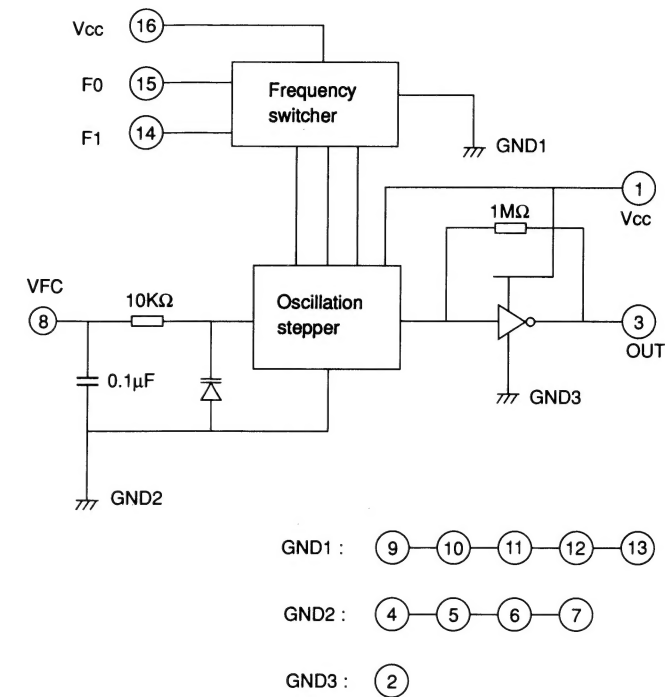 Vcc 16
F0 15
F1 14
Frequency
switcher
GND1
1
Vcc
1MΩ
VFC
8
10KΩ
Oscillation
stepper
3
OUT
0.1μF
GND3
GND2
GND1 : 9 10 11 12 13
GND2 : 4 5 6 7
GND3 : 2